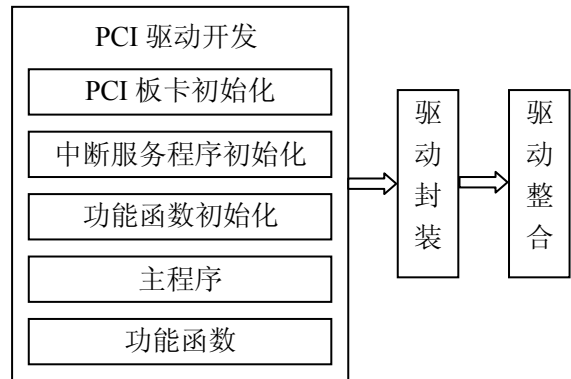 PCI 驱动开发
PCI 板卡初始化
中断服务程序初始化
功能函数初始化
主程序
功能函数
驱动封装
驱动整合